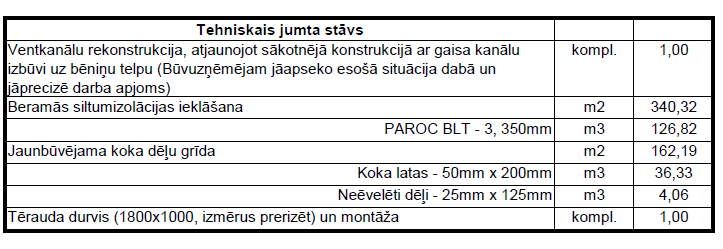 Tehniskais jumta stāvs
Ventkanālu rekonstrukcija, atjaunojot sākotnējā konstrukcijā ar gaisa kanālu kompl. 1,00
izbūvi uz bēniņu telpu (Būvuzņēmējam jāapseko esošā situācija dabā un
jāprecizē darba apjoms)
Beramās siltumizolācijas ieklāšana m2 340,32
PAROC BLT - 3, 350mm m3 126,82
Jaunbūvējama koka dēļu grīda m2 162,19
Koka latas - 50mm x 200mm m3 36,33
Neēvelēti dēļi - 25mm x 125mm m3 4,06
Tērauda durvis (1800x1000, izmērus prerizēt) un montāža kompl. 1,00